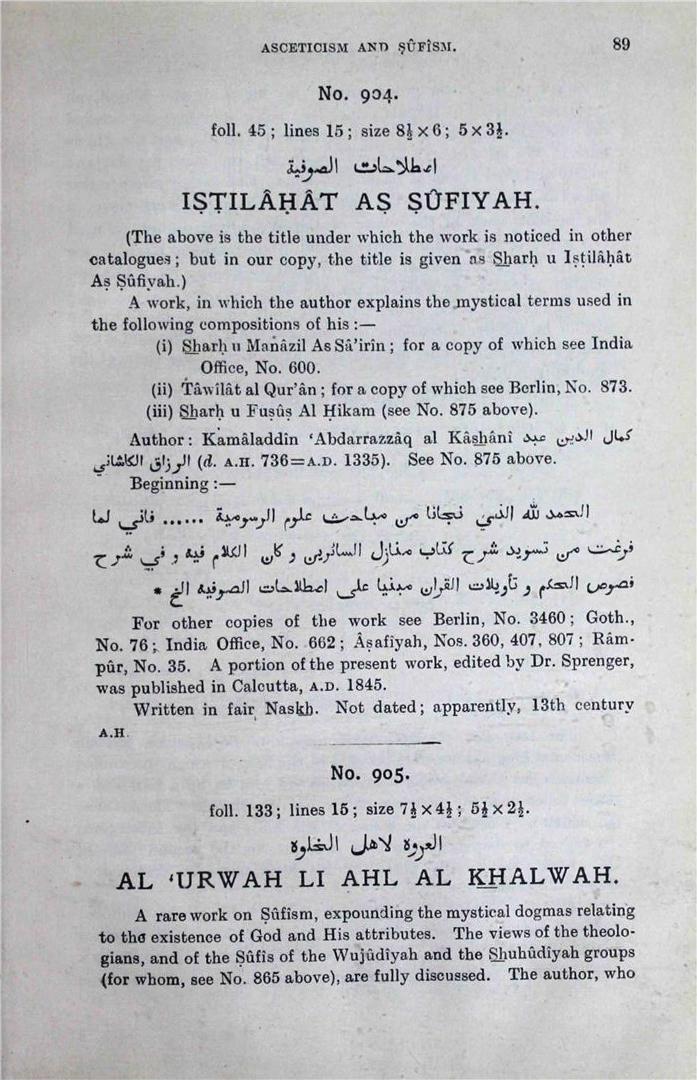 ASCETICISM AND ṢÛFÎSM. 89
No. 904.
foll. 45; lines 15; size 8½ × 6; 5 × 3½.
اصطلاحات الصوفية
IṢṬILÂḤÂT AṢ ṢÛFIYAH.
(The above is the title under which the work is noticed in other
catalogues; but in our copy, the title is given as Sharḥ u Iṣṭilâḥât
Aṣ Ṣûfiyah.)
A work, in which the author explains the mystical terms used in
the following compositions of his :—
(i) Sharḥ u Manâzil As Sâ’irîn; for a copy of which see India
Office, No. 600.
(ii) Tâwîlât al Qur’ân; for a copy of which see Berlin, No. 873.
(iii) Sharḥ u Fuṣûṣ Al Ḥikam (see No. 875 above).
Author: Kamâladdîn ‘Abdarrazzâq al Kâshânî كمال الدين عبد
الرزاق الكاشاني (d. A.H. 736=A.D. 1335). See No. 875 above.
Beginning :—
الحمد لله الذي نجانا من مباحث علوم الرسومية ...... فاني لما
فرغت من تسويد شرح كتاب منازل السائرين و كان الكلام فيه و في شرح
فصوص الحكم و تأويلات القران مبنيا على اصطلاحات الصوفيه الخ *
For other copies of the work see Berlin, No. 3460; Goth.,
No. 76; India Office, No. 662; Âṣafîyah, Nos. 360, 407, 807; Râm-
pûr, No. 35. A portion of the present work, edited by Dr. Sprenger,
was published in Calcutta, A.D. 1845.
Written in fair Naskh. Not dated; apparently, 13th century
A.H.
No. 905.
foll. 133; lines 15; size 7½ × 4½; 5½ × 2½.
العروة لاهل الخلوة
AL ‘URWAH LI AHL AL KHALWAH.
A rare work on Ṣûfîsm, expounding the mystical dogmas relating
to the existence of God and His attributes. The views of the theolo-
gians, and of the Ṣûfîs of the Wujûdîyah and the Shuhûdîyah groups
(for whom, see No. 865 above), are fully discussed. The author, who